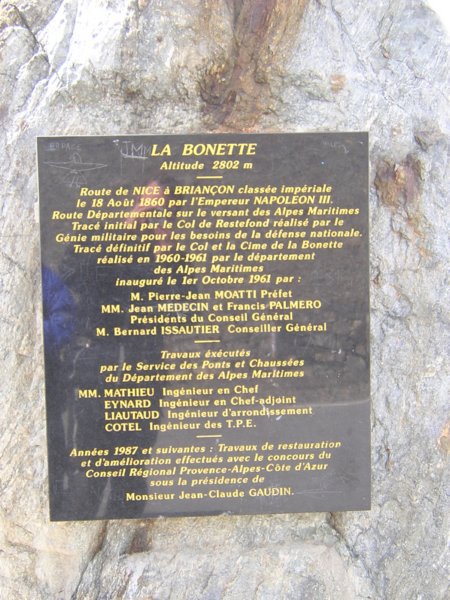 LA BONETTE
Altitude 2802 m
Route de NICE à BRIANÇON classée impériale
le 18 Août 1860 par l'Empereur NAPOLEON III.
Route Départementale sur le versant des Alpes Maritimes
Tracé initial par le Col de Restefond réalisé par le
Génie militaire pour les besoins de la défense nationale.
Tracé définitif par le Col et la Cime de la Bonette
réalisé en 1960-1961 par le département
des Alpes Maritimes
inauguré le 1er Octobre 1961 par :
M. Pierre-Jean MOATTI Préfet
MM. Jean MEDECIN et Francis PALMERO
Présidents du Conseil Général
M. Bernard ISSAUTIER Conseiller Général
Travaux éxécutés
par le Service des Ponts et Chaussées
du Département des Alpes Maritimes
MM. MATHIEU Ingénieur en Chef
EYNARD Ingénieur en Chef-adjoint
LIAUTAUD Ingénieur d'arrondissement
COTEL Ingénieur des T.P.E.
Années 1987 et suivantes : Travaux de restauration
et d'amélioration effectués avec le concours du
Conseil Régional Provence-Alpes-Côte d'Azur
sous la présidence de
Monsieur Jean-Claude GAUDIN.